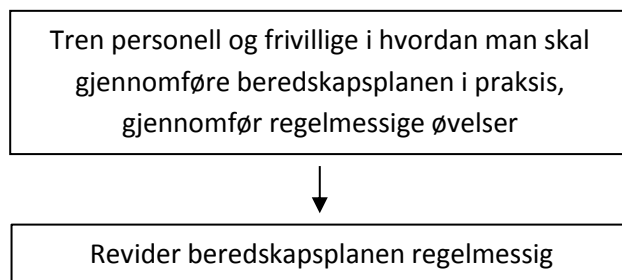 Tren personell og frivillige i hvordan man skal
gjennomføre beredskapsplanen i praksis,
gjennomfør regelmessige øvelser
Revider beredskapsplanen regelmessig